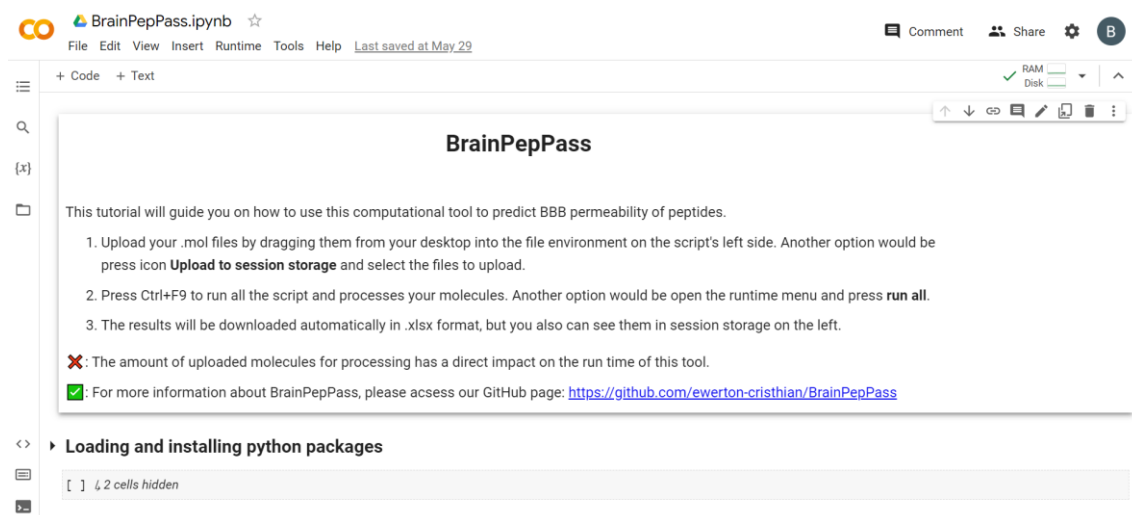 BrainPepPass.ipynb
Comment
Share
B
File Edit View Insert Runtime Tools Help Last saved at May 29
+ Code + Text
RAM
Disk
BrainPepPass
{x}
This tutorial will guide you on how to use this computational tool to predict BBB permeability of peptides.
1. Upload your .mol files by dragging them from your desktop into the file environment on the script's left side. Another option would be
press icon Upload to session storage and select the files to upload.
2. Press Ctrl+F9 to run all the script and processes your molecules. Another option would be open the runtime menu and press run all.
3. The results will be downloaded automatically in .xlsx format, but you also can see them in session storage on the left.
❌: The amount of uploaded molecules for processing has a direct impact on the run time of this tool.
✅: For more information about BrainPepPass, please acsess our GitHub page: https://github.com/ewerton-cristhian/BrainPepPass
Loading and installing python packages
[ ] ↳ 2 cells hidden